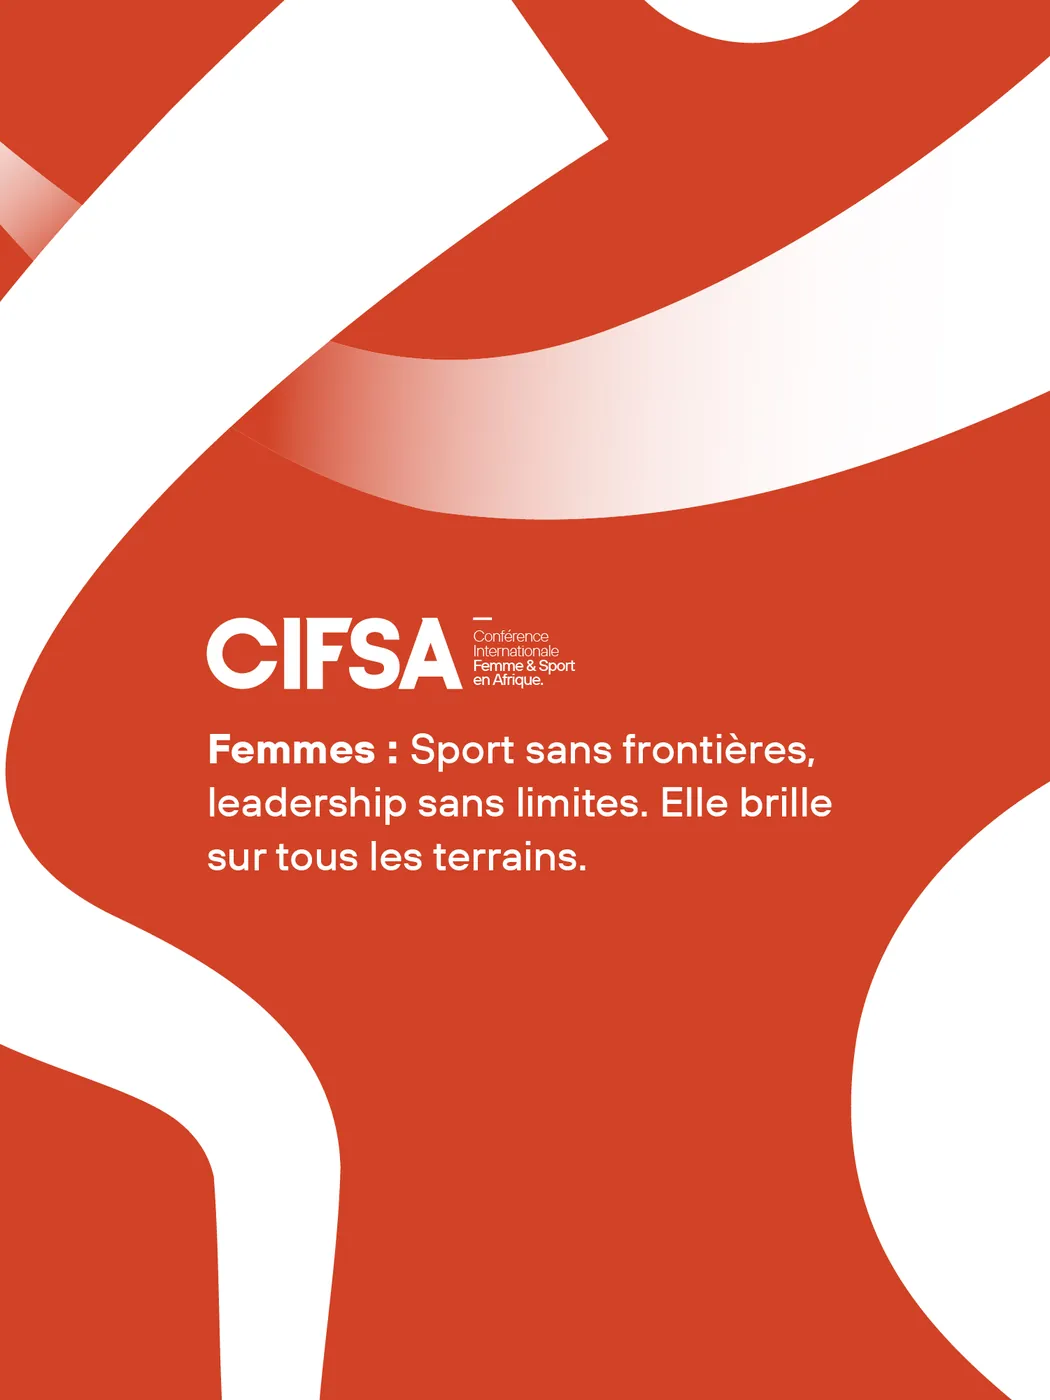 CIFSA
Conférence
Internationale
Femme & Sport
en Afrique.
Femmes : Sport sans frontières,
leadership sans limites. Elle brille
sur tous les terrains.